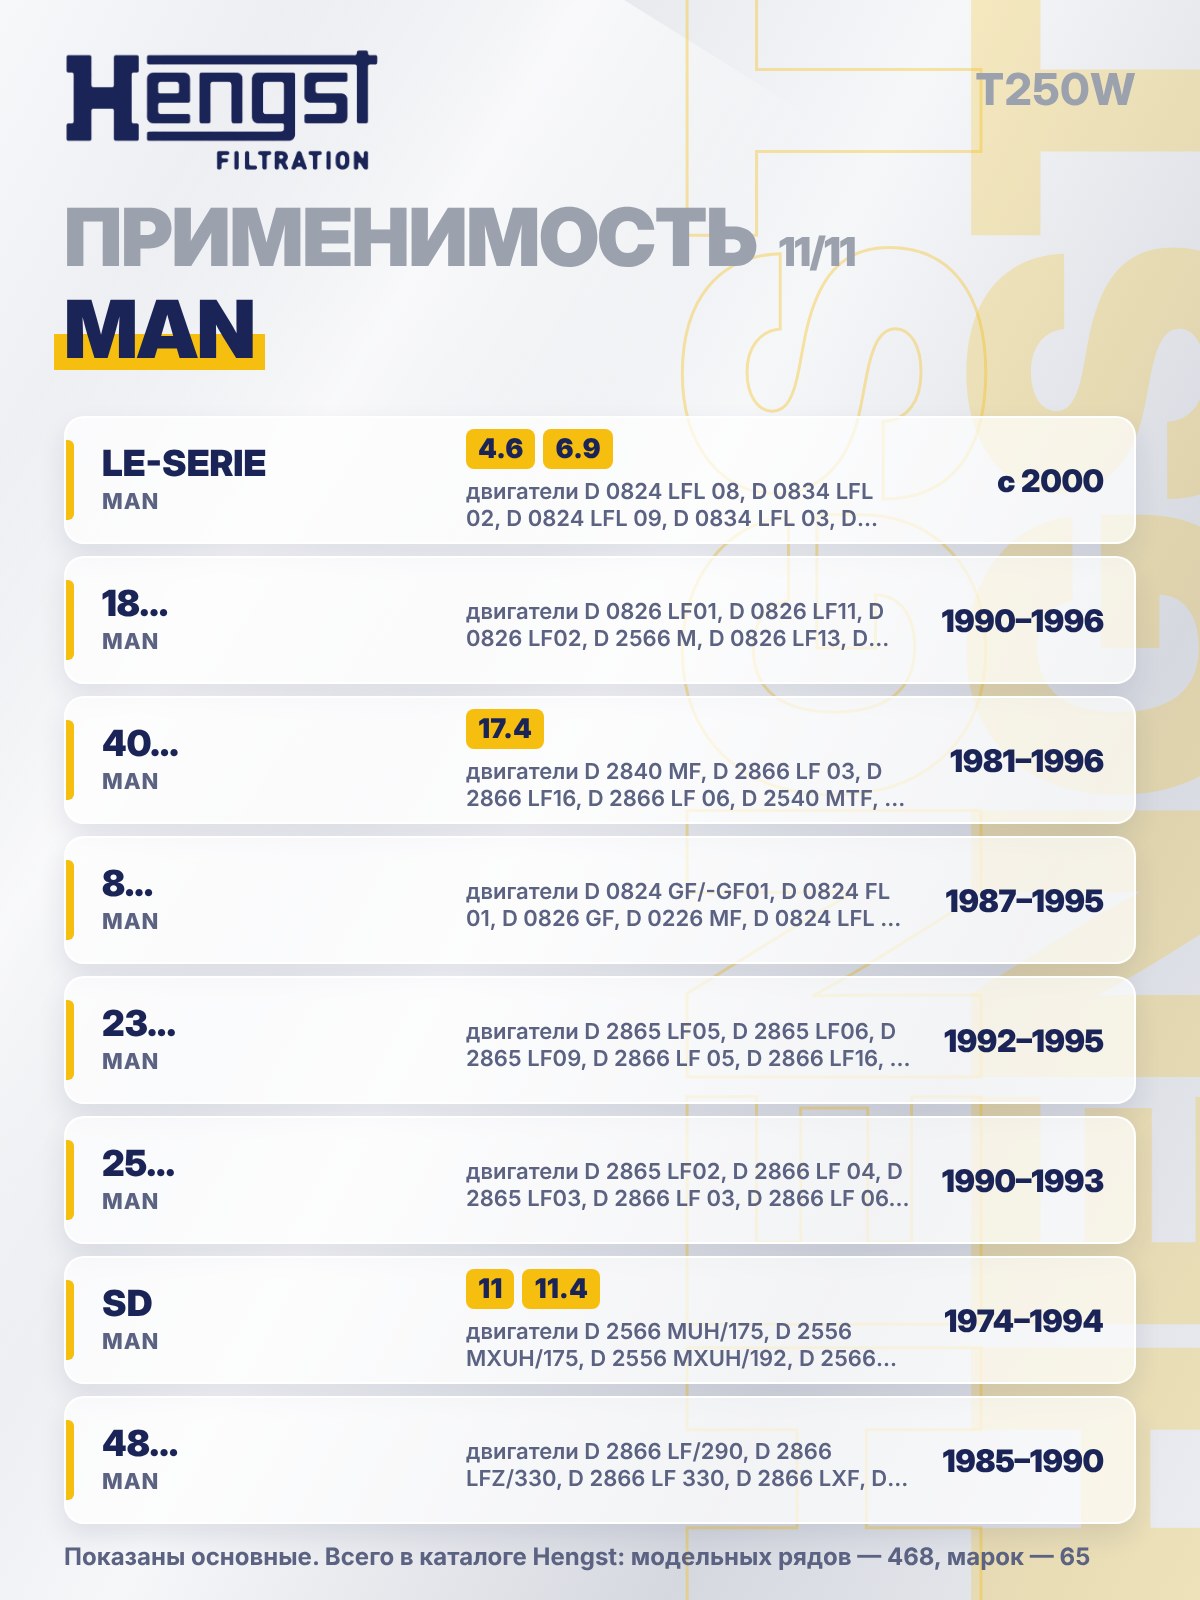 Hengst
FILTRATION
T250W
ПРИМЕНИМОСТЬ 11/11
MAN
LE-SERIE
MAN
4.6 6.9
двигатели D 0824 LFL 08, D 0834 LFL
02, D 0824 LFL 09, D 0834 LFL 03, D...
с 2000
18...
MAN
двигатели D 0826 LF01, D 0826 LF11, D
0826 LF02, D 2566 M, D 0826 LF13, D...
1990–1996
40...
MAN
17.4
двигатели D 2840 MF, D 2866 LF 03, D
2866 LF16, D 2866 LF 06, D 2540 MTF, ...
1981–1996
8...
MAN
двигатели D 0824 GF/-GF01, D 0824 FL
01, D 0826 GF, D 0226 MF, D 0824 LFL ...
1987–1995
23...
MAN
двигатели D 2865 LF05, D 2865 LF06, D
2865 LF09, D 2866 LF 05, D 2866 LF16, ...
1992–1995
25...
MAN
двигатели D 2865 LF02, D 2866 LF 04, D
2865 LF03, D 2866 LF 03, D 2866 LF 06...
1990–1993
SD
MAN
11 11.4
двигатели D 2566 MUH/175, D 2556
MXUH/175, D 2556 MXUH/192, D 2566...
1974–1994
48...
MAN
двигатели D 2866 LF/290, D 2866
LFZ/330, D 2866 LF 330, D 2866 LXF, D...
1985–1990
Показаны основные. Всего в каталоге Hengst: модельных рядов — 468, марок — 65
HENGST
HENGST